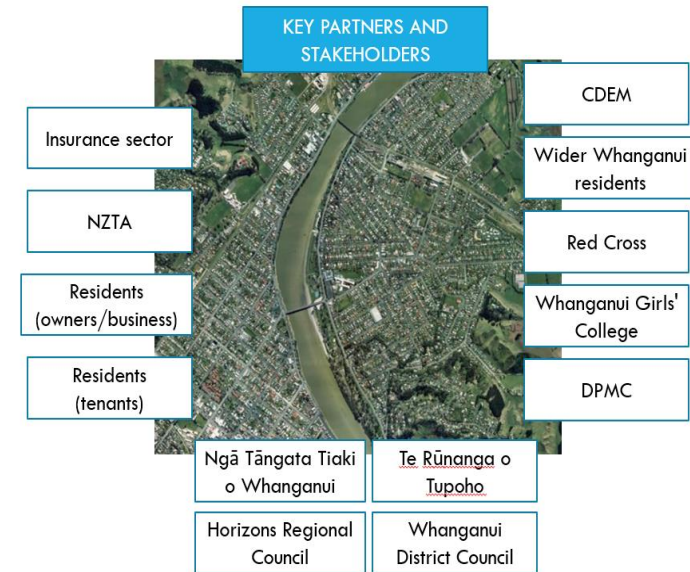 KEY PARTNERS AND
STAKEHOLDERS
Insurance sector
NZTA
Residents
(owners/business)
Residents
(tenants)
CDEM
Wider Whanganui
residents
Red Cross
Whanganui Girls'
College
DPMC
Ngā Tāngata Tiaki
o Whanganui
Te Rūnanga o
Tupoho
Horizons Regional
Council
Whanganui
District Council